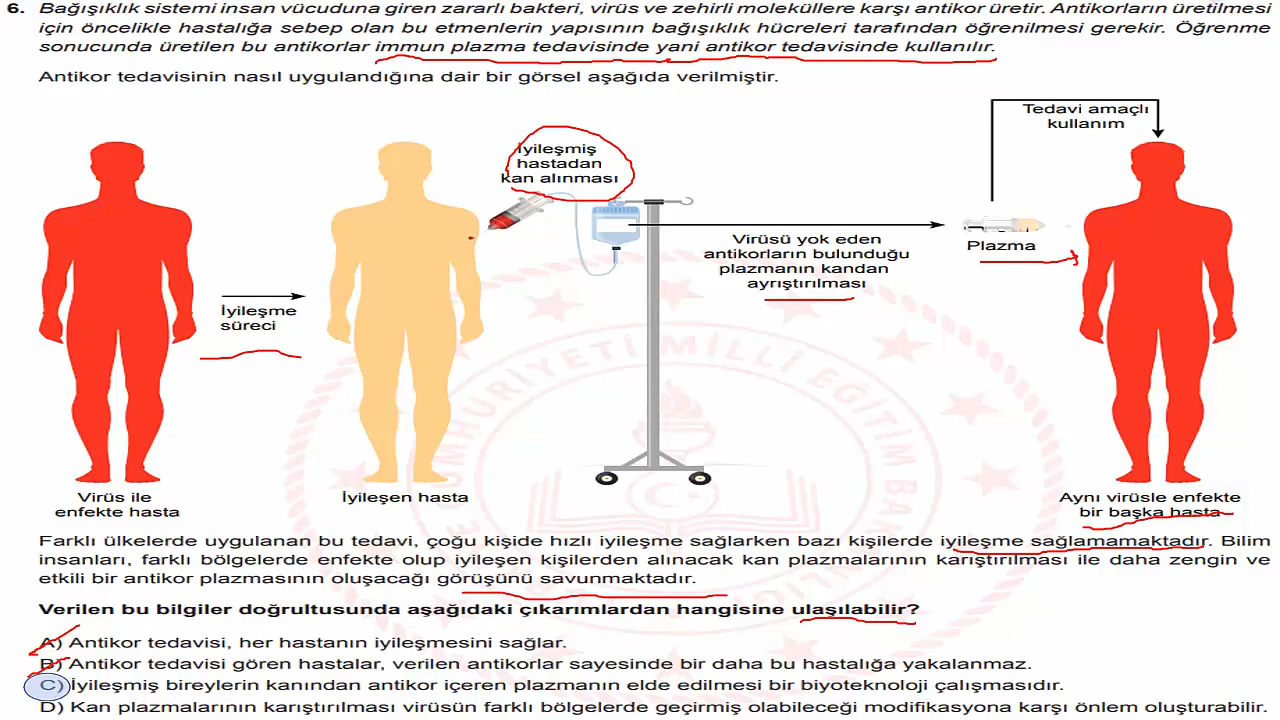 6. Bağışıklık sistemi insan vücuduna giren zararlı bakteri, virüs ve zehirli moleküllere karşı antikor üretir. Antikorların üretilmesi
için öncelikle hastalığa sebep olan bu etmenlerin yapısının bağışıklık hücreleri tarafından öğrenilmesi gerekir. Öğrenme
sonucunda üretilen bu antikorlar immun plazma tedavisinde yani antikor tedavisinde kullanılır.
Antikor tedavisinin nasıl uygulandığına dair bir görsel aşağıda verilmiştir.
Tedavi amaçlı
kullanım
İyileşmiş
hastadan
kan alınması
Virüsü yok eden
antikorların bulunduğu
plazmanın kandan
ayrıştırılması
Plazma
İyileşme
süreci
Virüs ile
enfekte hasta
İyileşen hasta
Aynı virüsle enfekte
bir başka hasta
Farklı ülkelerde uygulanan bu tedavi, çoğu kişide hızlı iyileşme sağlarken bazı kişilerde iyileşme sağlamamaktadır. Bilim
insanları, farklı bölgelerde enfekte olup iyileşen kişilerden alınacak kan plazmalarının karıştırılması ile daha zengin ve
etkili bir antikor plazmasının oluşacağı görüşünü savunmaktadır.
Verilen bu bilgiler doğrultusunda aşağıdaki çıkarımlardan hangisine ulaşılabilir?
A) Antikor tedavisi, her hastanın iyileşmesini sağlar.
B) Antikor tedavisi gören hastalar, verilen antikorlar sayesinde bir daha bu hastalığa yakalanmaz.
C) İyileşmiş bireylerin kanından antikor içeren plazmanın elde edilmesi bir biyoteknoloji çalışmasıdır.
D) Kan plazmalarının karıştırılması virüsün farklı bölgelerde geçirmiş olabileceği modifikasyona karşı önlem oluşturabilir.